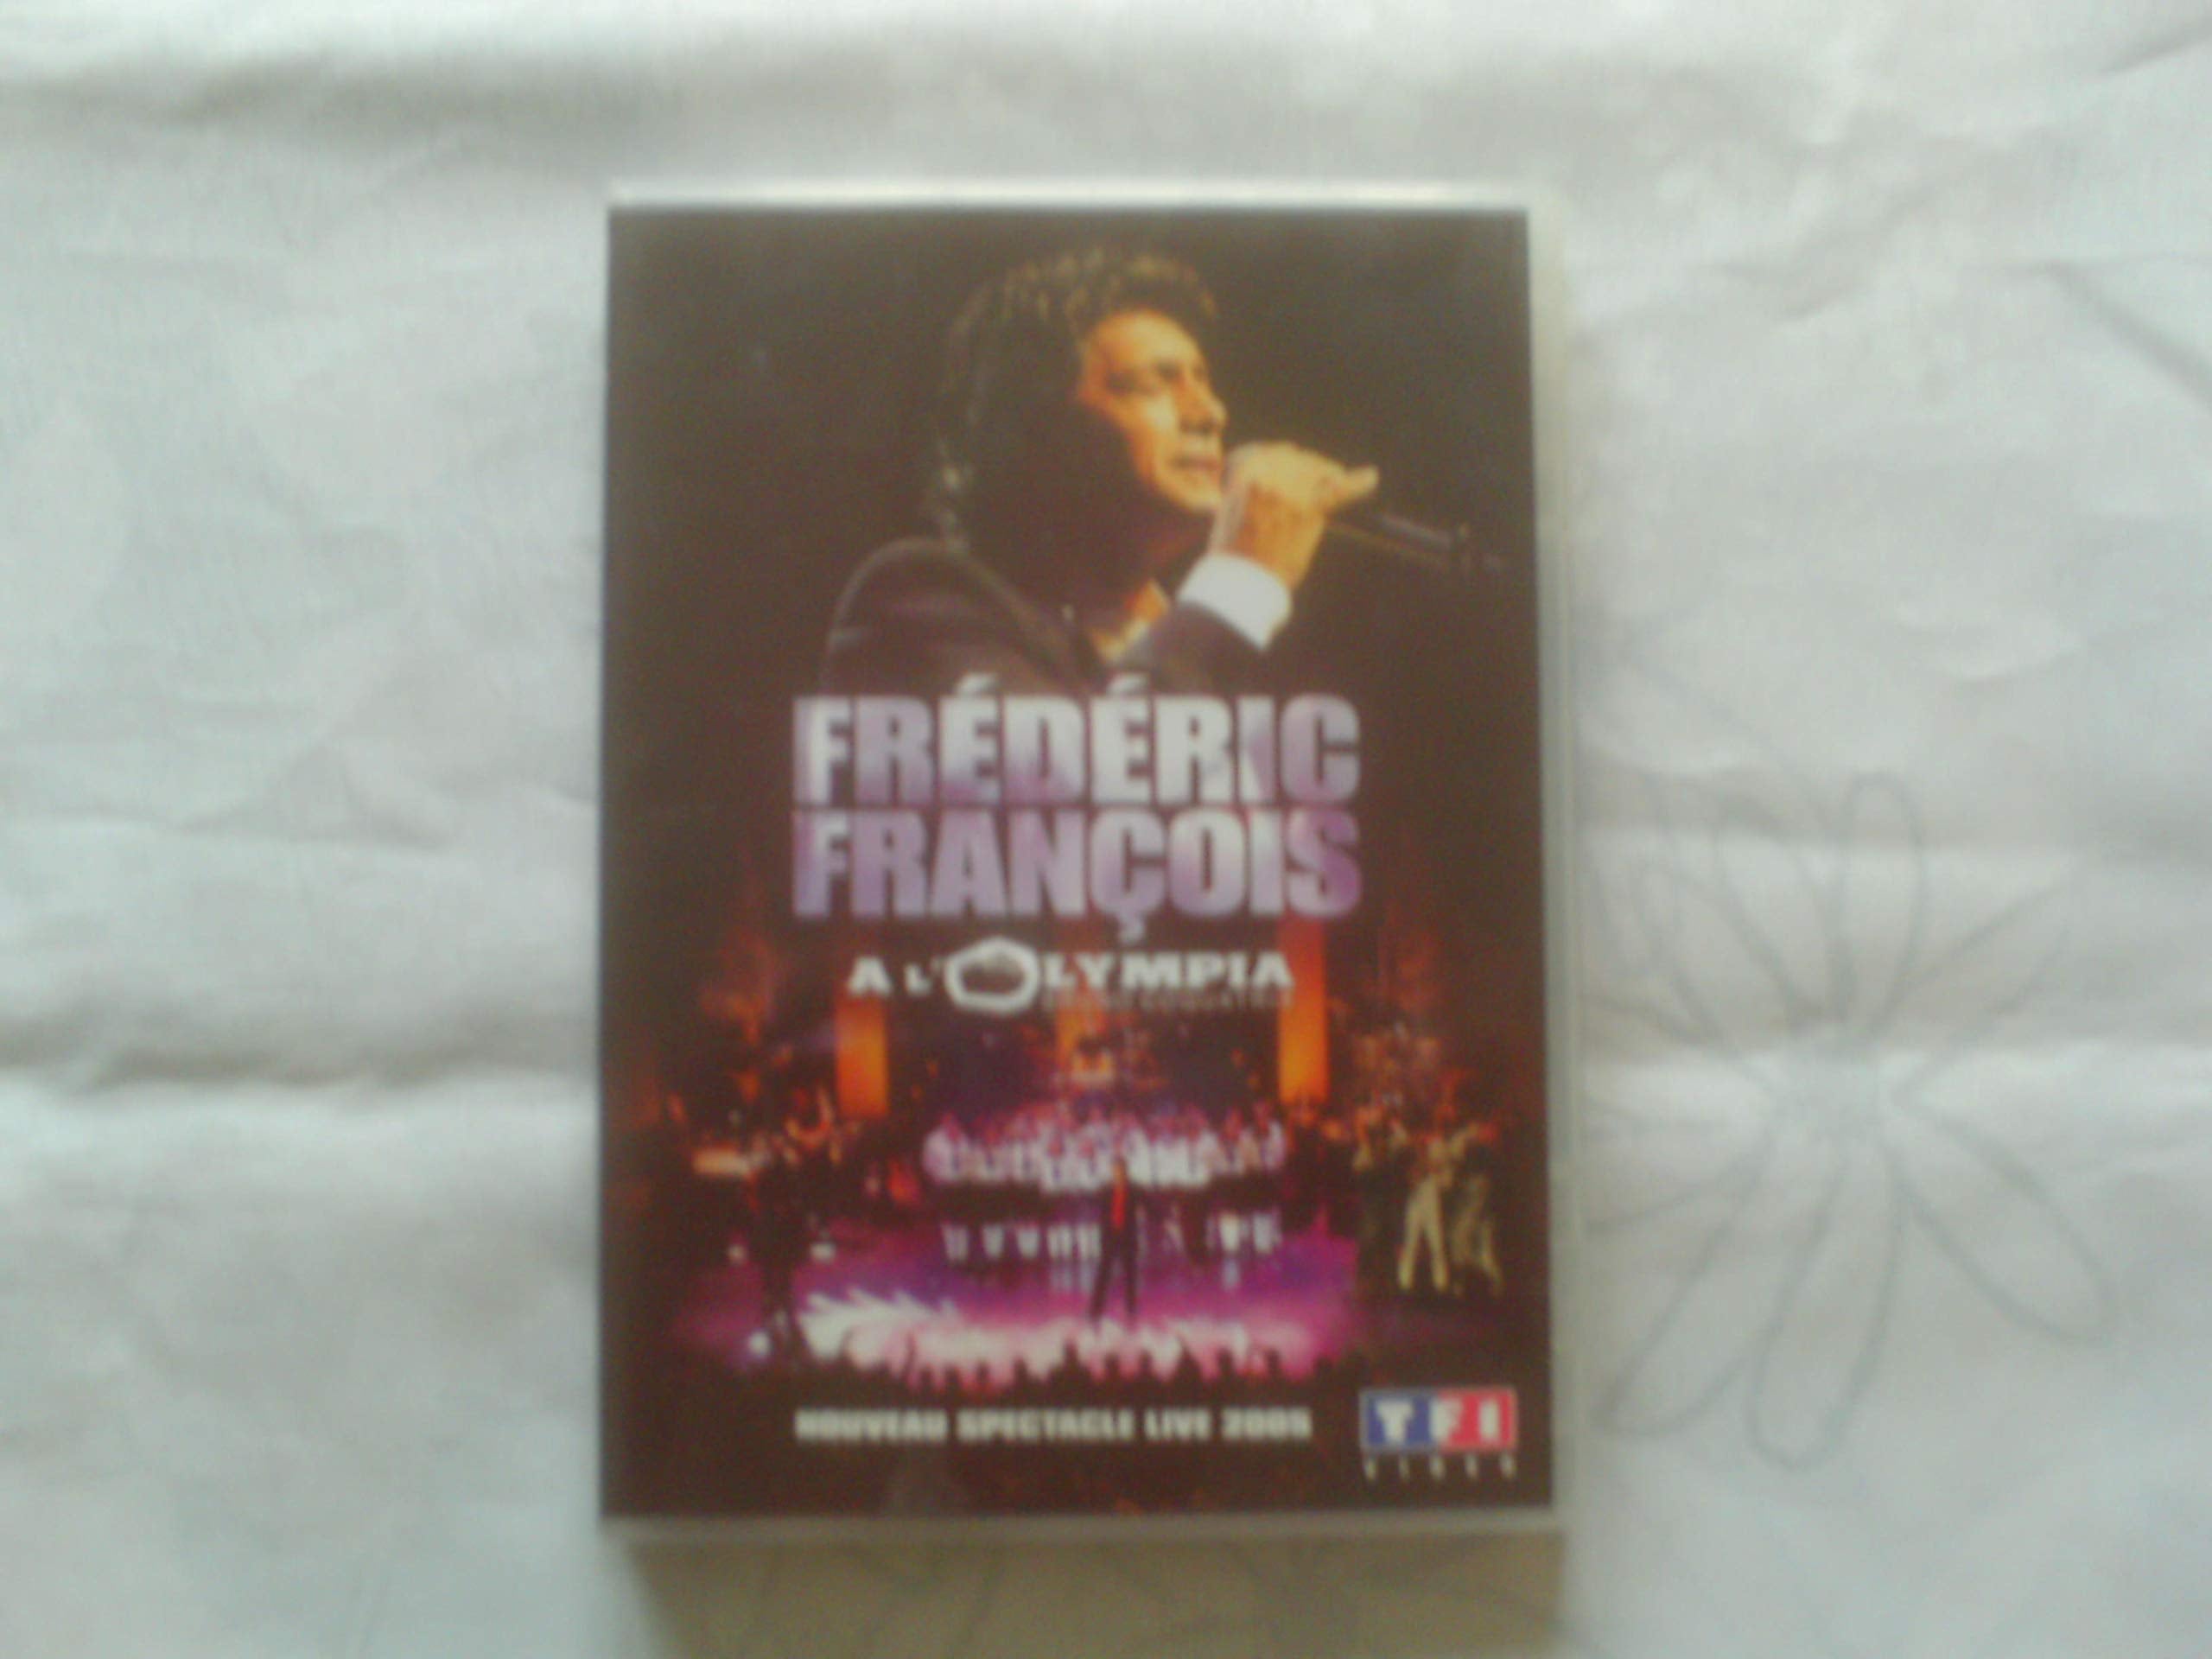 FRÉDÉRIC
FRANÇOIS
A L'OLYMPIA
NOUVEAU SPECTACLE LIVE 2005
TF1
VIDEO